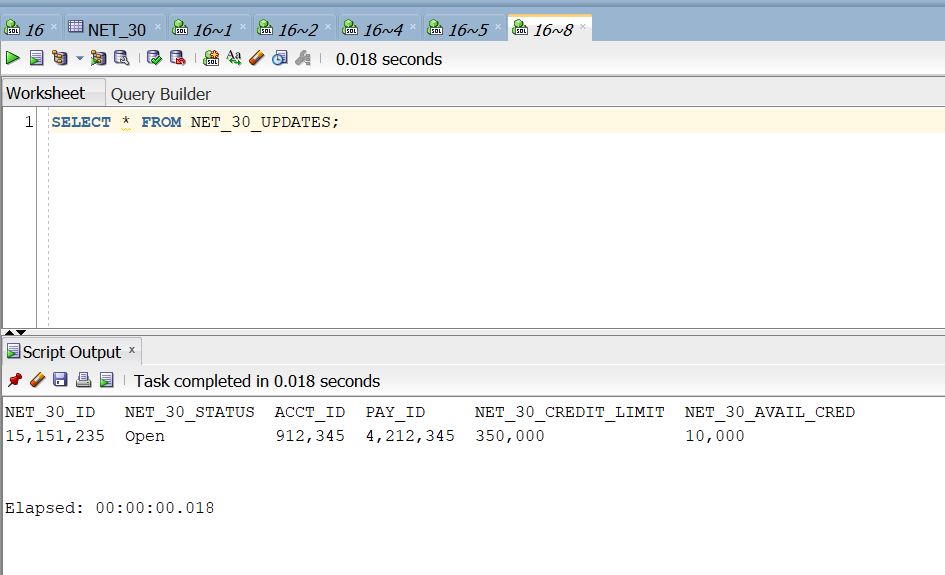 16 NET_30 16~1 16~2 16~4 16~5 16~8
0.018 seconds
Worksheet Query Builder
1 SELECT * FROM NET_30_UPDATES;
Script Output x
Task completed in 0.018 seconds
NET_30_ID NET_30_STATUS ACCT_ID PAY_ID NET_30_CREDIT_LIMIT NET_30_AVAIL_CRED
15,151,235 Open 912,345 4,212,345 350,000 10,000
Elapsed: 00:00:00.018